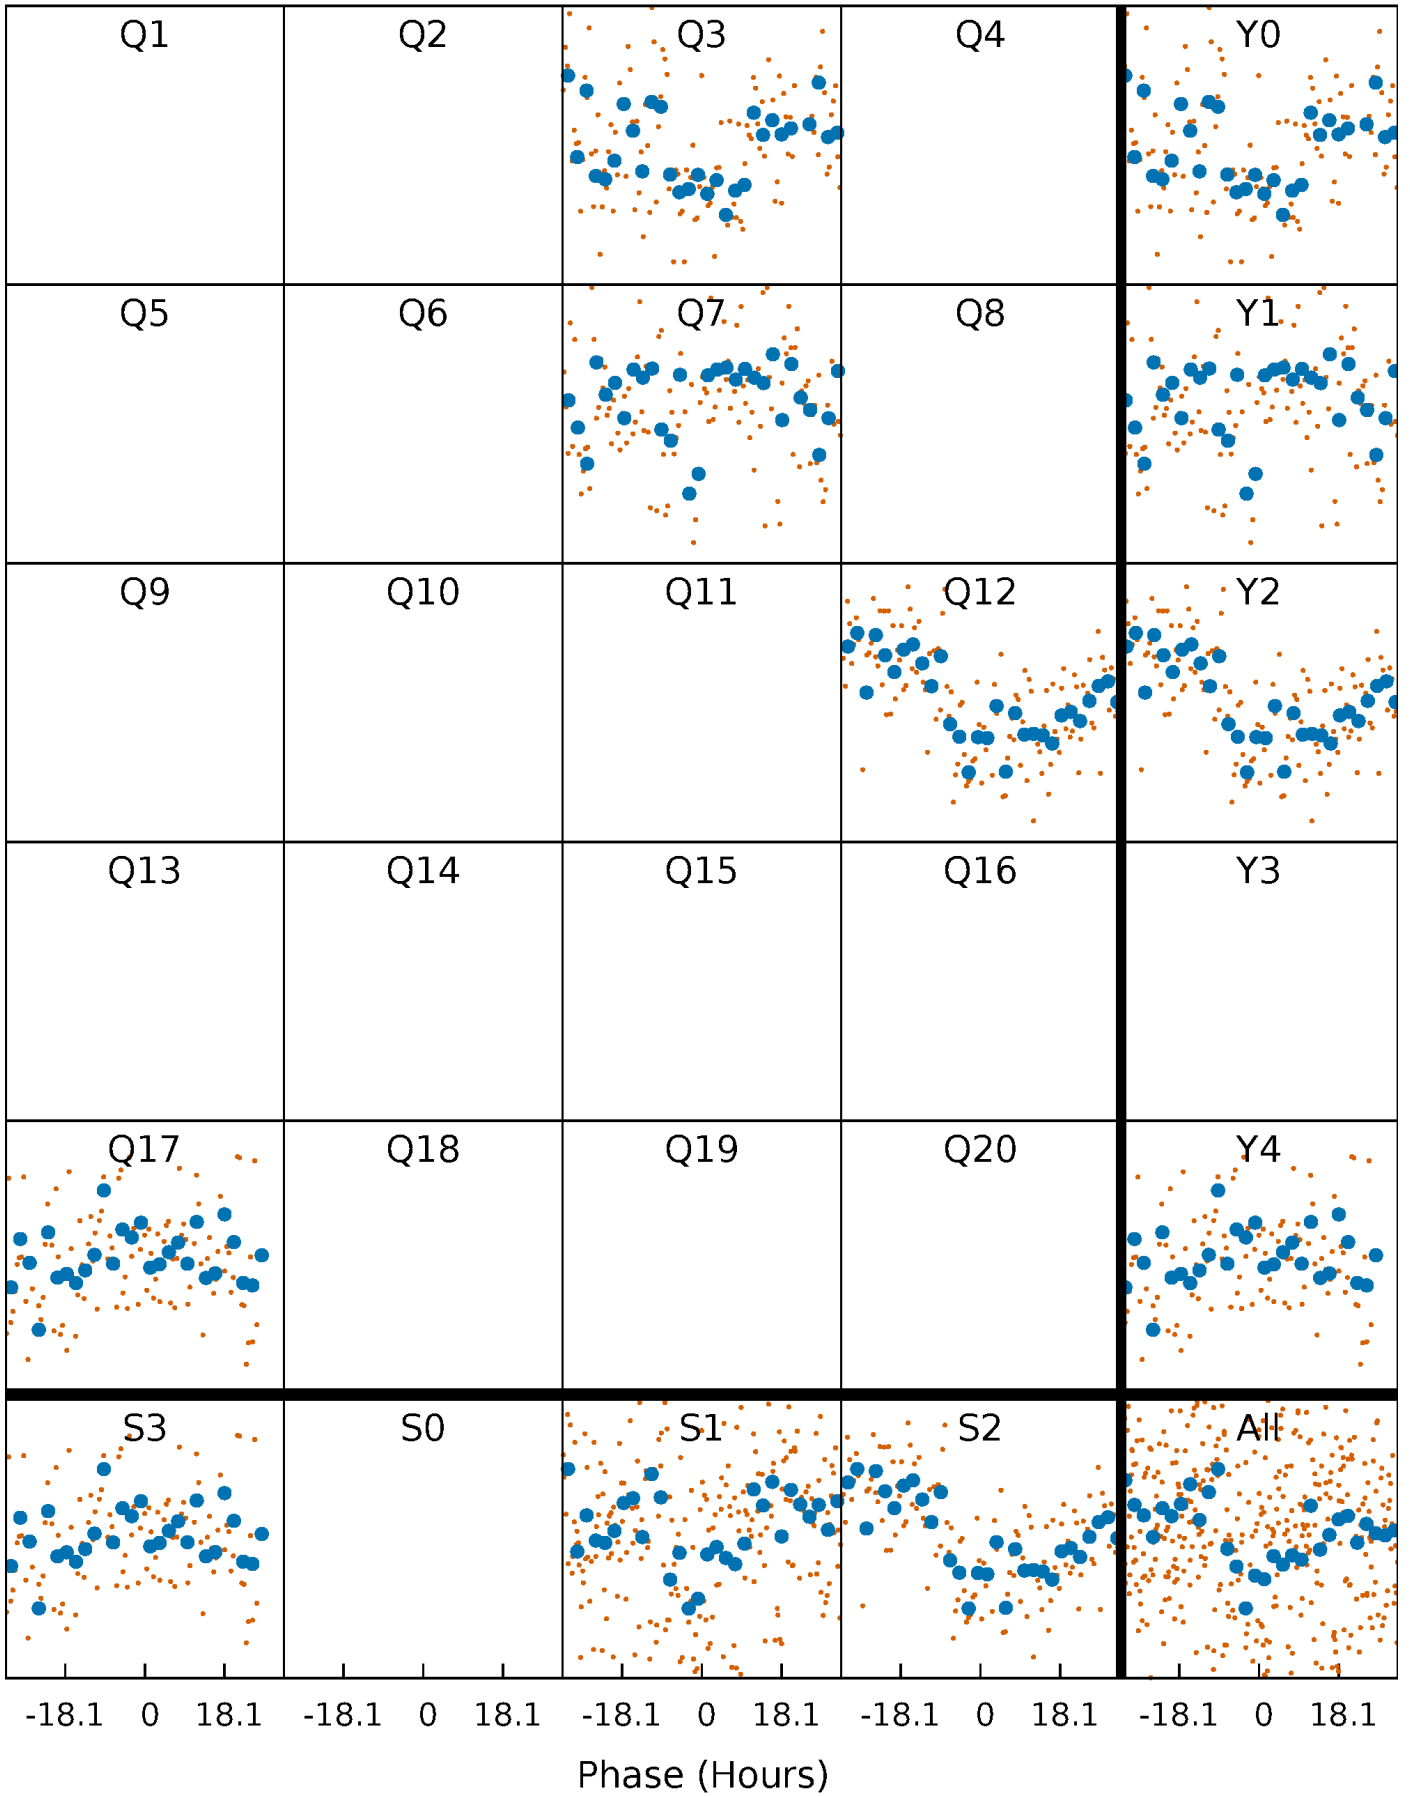 Q1 Q2 Q3 Q4 Y0
Q5 Q6 Q7 Q8 Y1
Q9 Q10 Q11 Q12 Y2
Q13 Q14 Q15 Q16 Y3
Q17 Q18 Q19 Q20 Y4
S3 S0 S1 S2 All
-18.1 0 18.1 -18.1 0 18.1 -18.1 0 18.1 -18.1 0 18.1 -18.1 0 18.1
Phase (Hours)